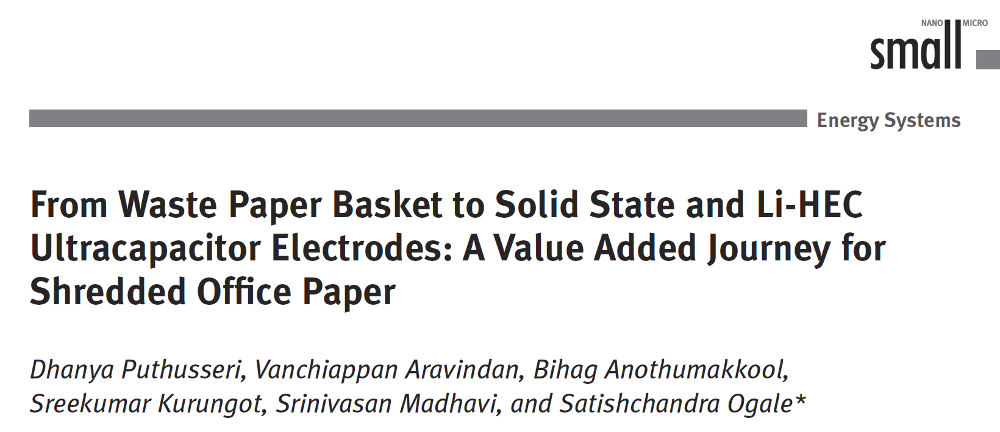 NANO MICRO
small
Energy Systems
From Waste Paper Basket to Solid State and Li-HEC
Ultracapacitor Electrodes: A Value Added Journey for
Shredded Office Paper
Dhanya Puthusseri, Vanchiappan Aravindan, Bihag Anothumakkool,
Sreekumar Kurungot, Srinivasan Madhavi, and Satishchandra Ogale*